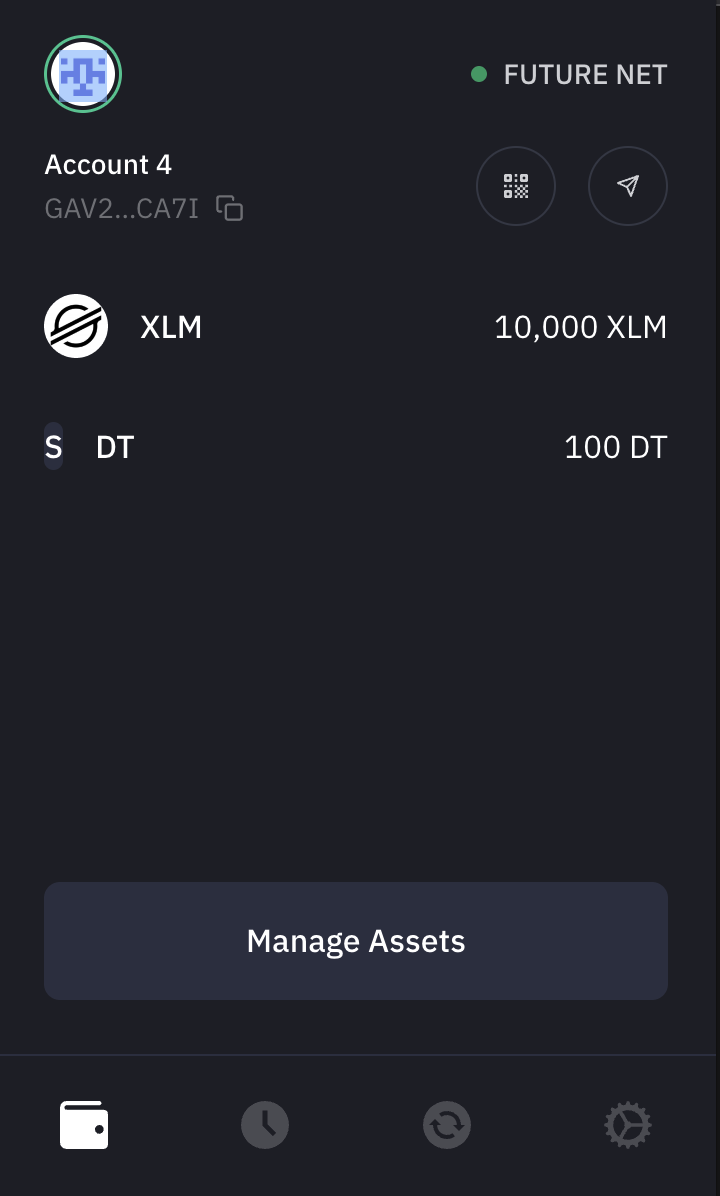 FUTURE NET
Account 4
GAV2...CA7I
XLM 10,000 XLM
S DT 100 DT
Manage Assets